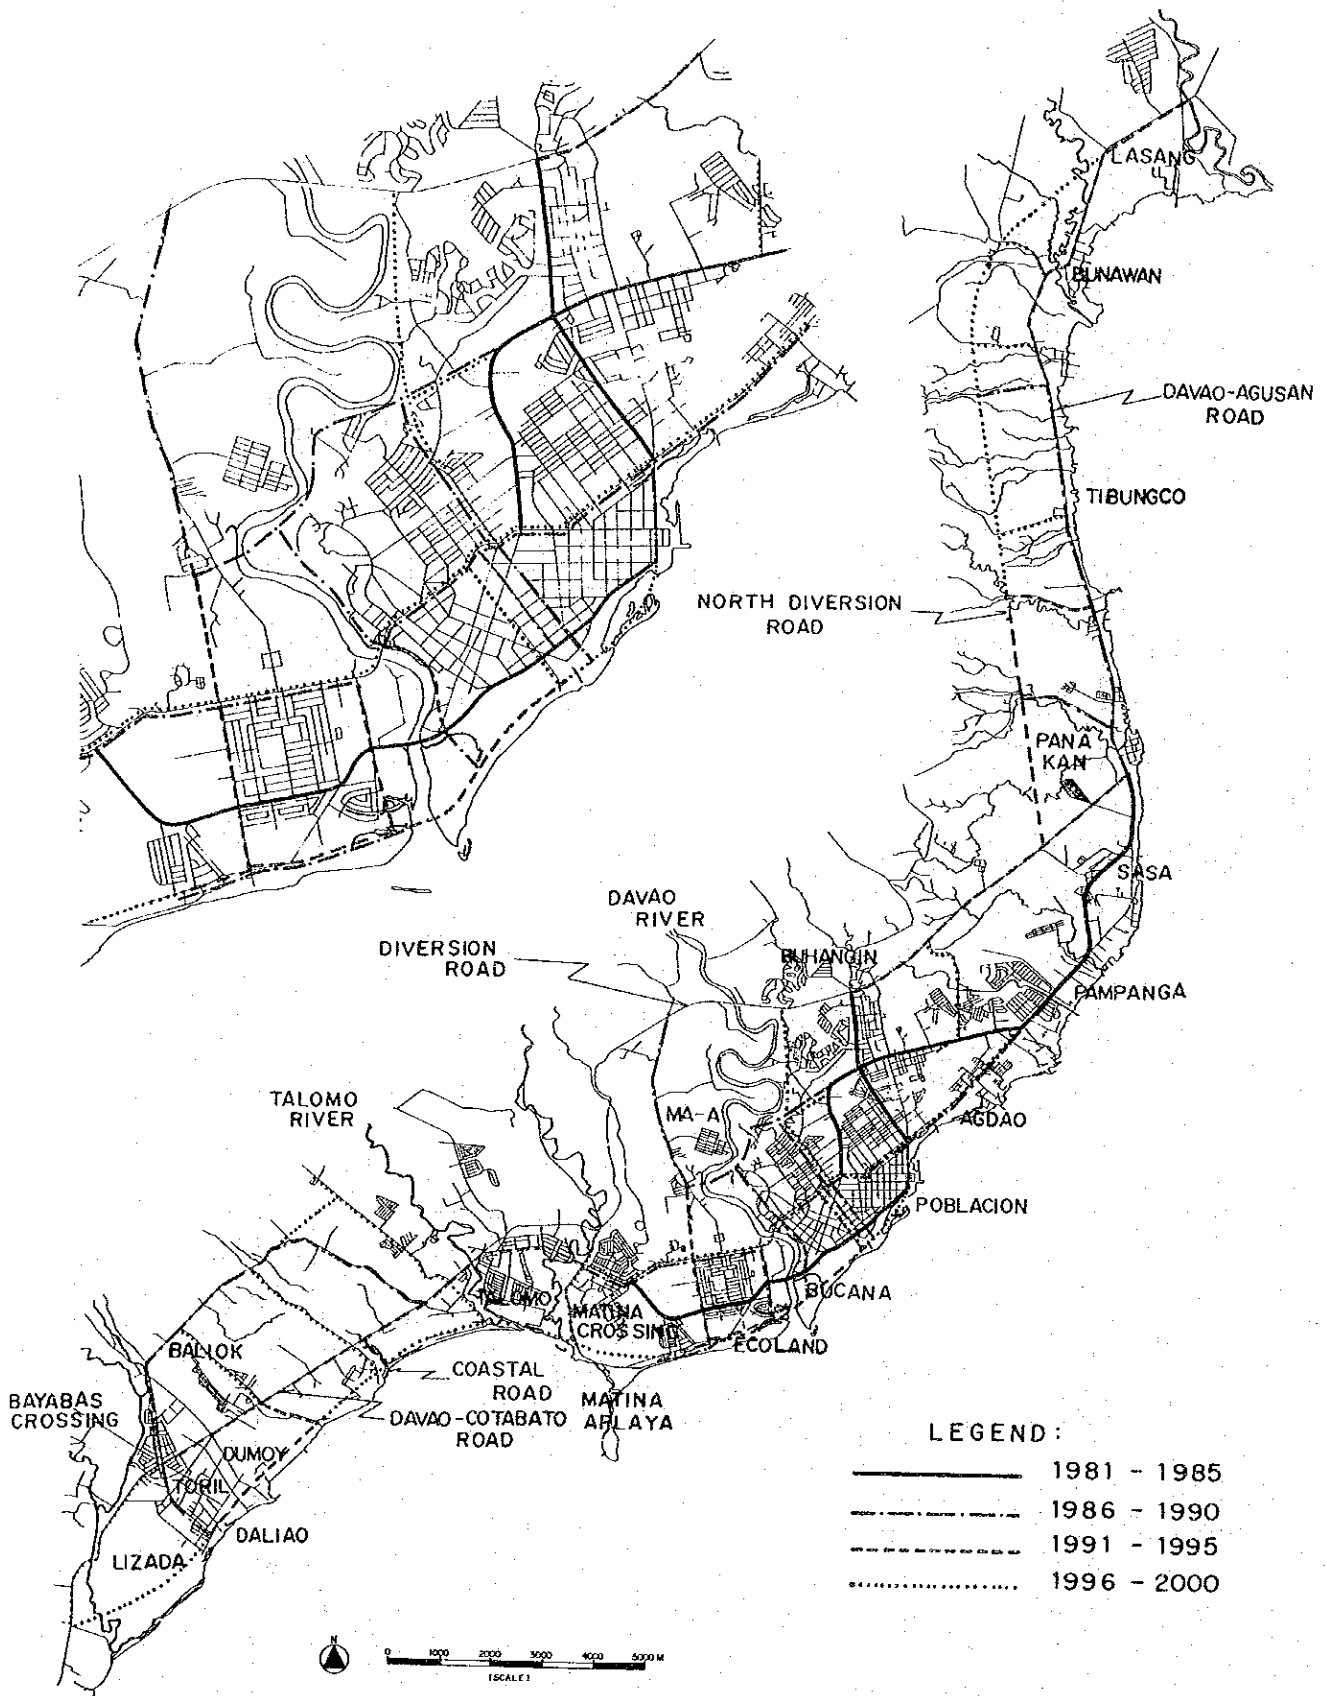 LASANG
BUNAWAN
DAVAO-AGUSAN
ROAD
TIBUNGCO
NORTH DIVERSION
ROAD
PANA
KAN
SASA
DAVAO
RIVER
DIVERSION
ROAD
BUHANGIN
PAMPANGA
TALOMO
RIVER
MA-A
AGDAO
POBLACION
BUCANA
TALOMO
MATINA
CROSSING
ECOLAND
BALIOK
COASTAL
ROAD
MATINA
APLAYA
BAYABAS
CROSSING
DAVAO-COTABATO
ROAD
DUMOY
TORIL
DALIAO
LIZADA
LEGEND:
1981 - 1985
1986 - 1990
1991 - 1995
1996 - 2000
N
0 1000 2000 3000 4000 5000 M
(SCALE)